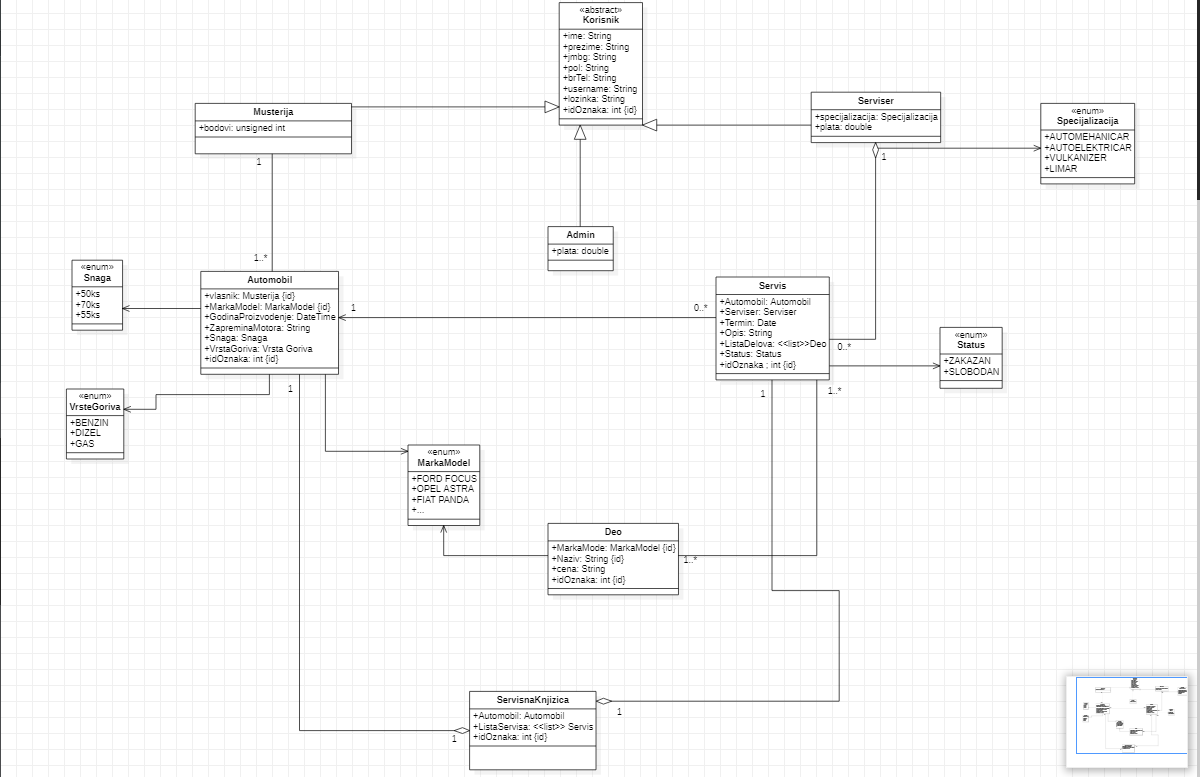 «abstract»
Korisnik
+ime: String
+prezime: String
+jmbg: String
+pol: String
+brTel: String
+username: String
+lozinka: String
+idOznaka: int {id}
Musterija
+bodovi: unsigned int
1
1..*
Serviser
+specijalizacija: Specijalizacija
+plata: double
1
«enum»
Specijalizacija
+AUTOMEHANICAR
+AUTOELEKTRICAR
+VULKANIZER
+LIMAR
Admin
+plata: double
«enum»
Snaga
+50ks
+70ks
+55ks
Automobil
+vlasnik: Musterija {id}
+MarkaModel: MarkaModel {id}
+GodinaProizvodenje: DateTime
+ZapreminaMotora: String
+Snaga: Snaga
+VrstaGoriva: Vrsta Goriva
+idOznaka: int {id}
1
0..*
1
Servis
+Automobil: Automobil
+Serviser: Serviser
+Termin: Date
+Opis: String
+ListaDelova: <<list>>Deo
+Status: Status
+idOznaka : int {id}
0..*
1
1..*
«enum»
Status
+ZAKAZAN
+SLOBODAN
«enum»
VrsteGoriva
+BENZIN
+DIZEL
+GAS
«enum»
MarkaModel
+FORD FOCUS
+OPEL ASTRA
+FIAT PANDA
+...
Deo
+MarkaMode: MarkaModel {id}
+Naziv: String {id}
+cena: String
+idOznaka: int {id}
1..*
ServisnaKnjizica
+Automobil: Automobil
+ListaServisa: <<list>> Servis
+idOznaka: int {id}
1
1